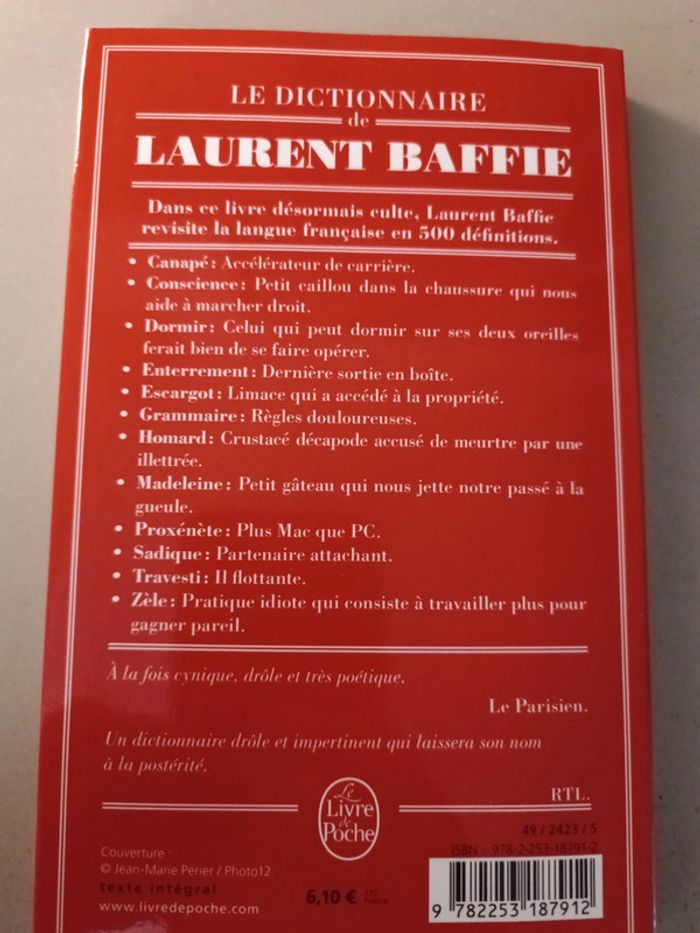 LE DICTIONNAIRE
de
LAURENT BAFFIE
Dans ce livre désormais culte, Laurent Baffie
revisite la langue française en 500 définitions.
• Canapé : Accélérateur de carrière.
• Conscience : Petit caillou dans la chaussure qui nous
aide à marcher droit.
• Dormir : Celui qui peut dormir sur ses deux oreilles
ferait bien de se faire opérer.
• Enterrement : Dernière sortie en boîte.
• Escargot : Limace qui a accédé à la propriété.
• Grammaire : Règles douloureuses.
• Homard : Crustacé décapode accusé de meurtre par une
illettrée.
• Madeleine : Petit gâteau qui nous jette notre passé à la
gueule.
• Proxénète : Plus Mac que PC.
• Sadique : Partenaire attachant.
• Travesti : Il flottante.
• Zèle : Pratique idiote qui consiste à travailler plus pour
gagner pareil.
À la fois cynique, drôle et très poétique.
Le Parisien.
Un dictionnaire drôle et impertinent qui laissera son nom
à la postérité.
RTL.
Le
Livre
de
Poche
49 / 2423 / 5
ISBN : 978-2-253-18791-2
Couverture :
© Jean-Marie Périer / Photo12.
texte intégral
www.livredepoche.com
6,10 € TTC
France
9 782253 187912